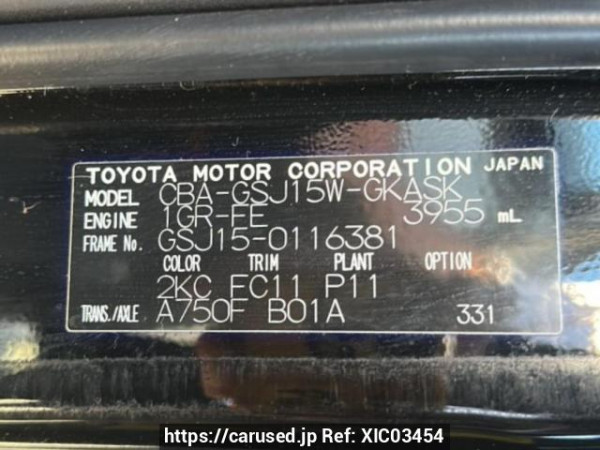 TOYOTA MOTOR CORPORATION JAPAN
MODEL CBA-GSJ15W-GKASK
ENGINE 1GR-FE 3955 mL
FRAME No. GSJ15-0116381
COLOR TRIM PLANT OPTION
2KC FC11 P11
TRANS./AXLE A750F B01A 331
https://carused.jp Ref: XIC03454